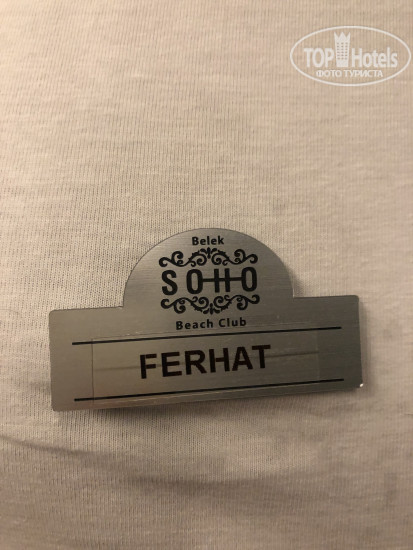 TOP Hotels
ФОТО ТУРИСТА
Belek
SOHO
Beach Club
FERHAT